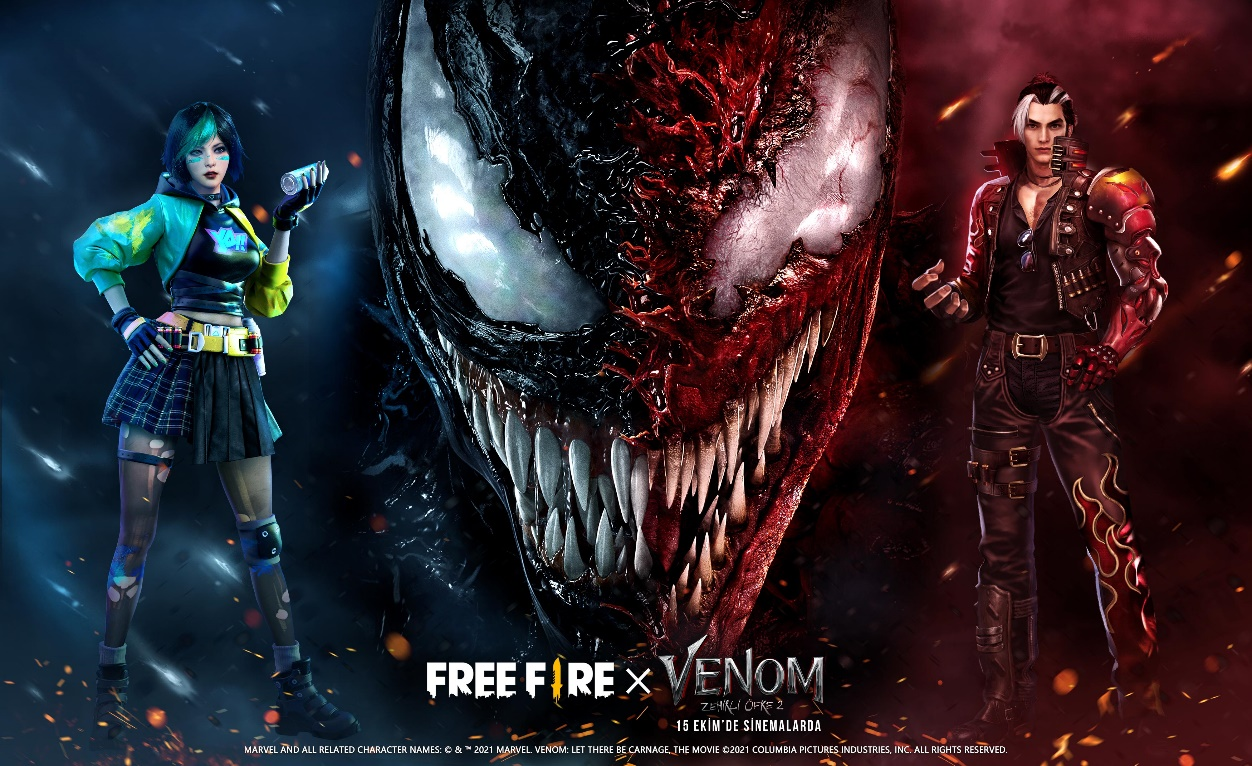 YO!!
FREE FIRE × VENOM
ZEHİRLİ ÖFKE 2
15 EKİM'DE SİNEMALARDA
MARVEL AND ALL RELATED CHARACTER NAMES: © & ™ 2021 MARVEL. VENOM: LET THERE BE CARNAGE, THE MOVIE ©2021 COLUMBIA PICTURES INDUSTRIES, INC. ALL RIGHTS RESERVED.